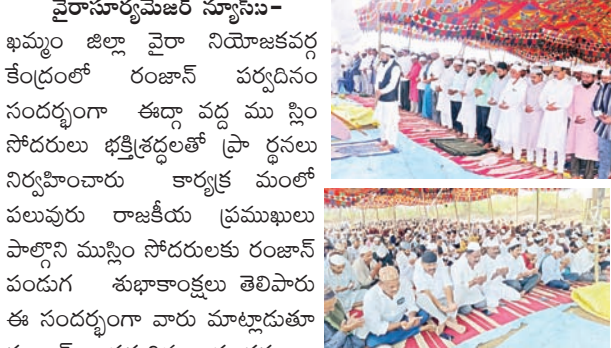 వైరాసూర్యమేజర్ న్యూస్:-
ఖమ్మం జిల్లా వైరా నియోజకవర్గ
కేంద్రంలో రంజాన్ పర్వదినం
సందర్భంగా ఈద్గా వద్ద ము స్లిం
సోదరులు భక్తిశ్రద్ధలతో ప్రా ర్థనలు
నిర్వహించారు కార్యక్ర మంలో
పలువురు రాజకీయ ప్రముఖులు
పాల్గొని ముస్లిం సోదరులకు రంజాన్
పండుగ శుభాకాంక్షలు తెలిపారు
ఈ సందర్భంగా వారు మాట్లాడుతూ